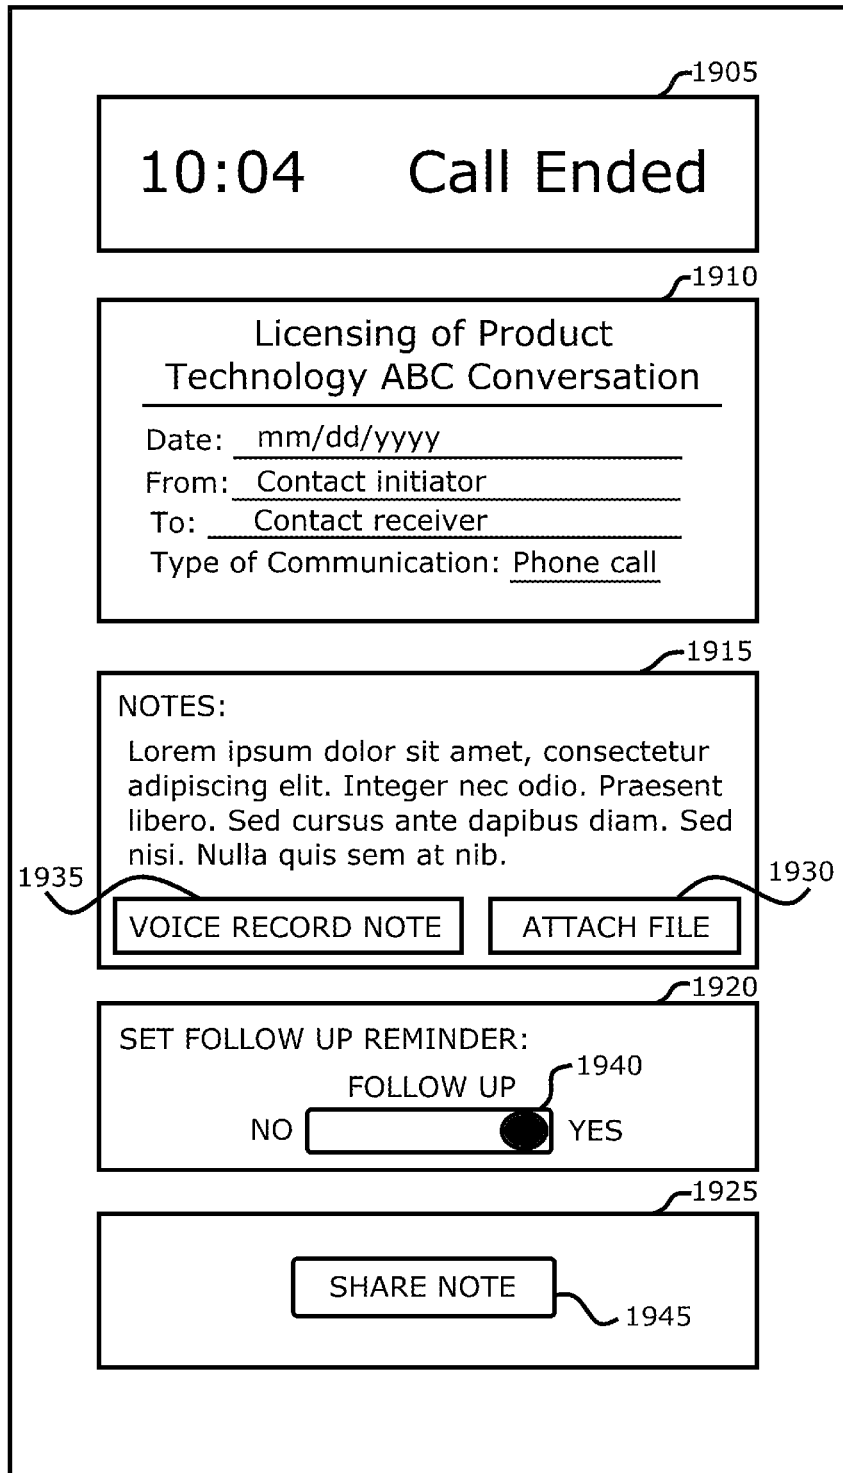 1905
10:04 Call Ended
1910
Licensing of Product
Technology ABC Conversation
Date: mm/dd/yyyy
From: Contact initiator
To: Contact receiver
Type of Communication: Phone call
1915
NOTES:
Lorem ipsum dolor sit amet, consectetur
adipiscing elit. Integer nec odio. Praesent
libero. Sed cursus ante dapibus diam. Sed
nisi. Nulla quis sem at nib.
1935 1930
VOICE RECORD NOTE ATTACH FILE
1920
SET FOLLOW UP REMINDER:
1940
FOLLOW UP
NO YES
1925
SHARE NOTE
1945